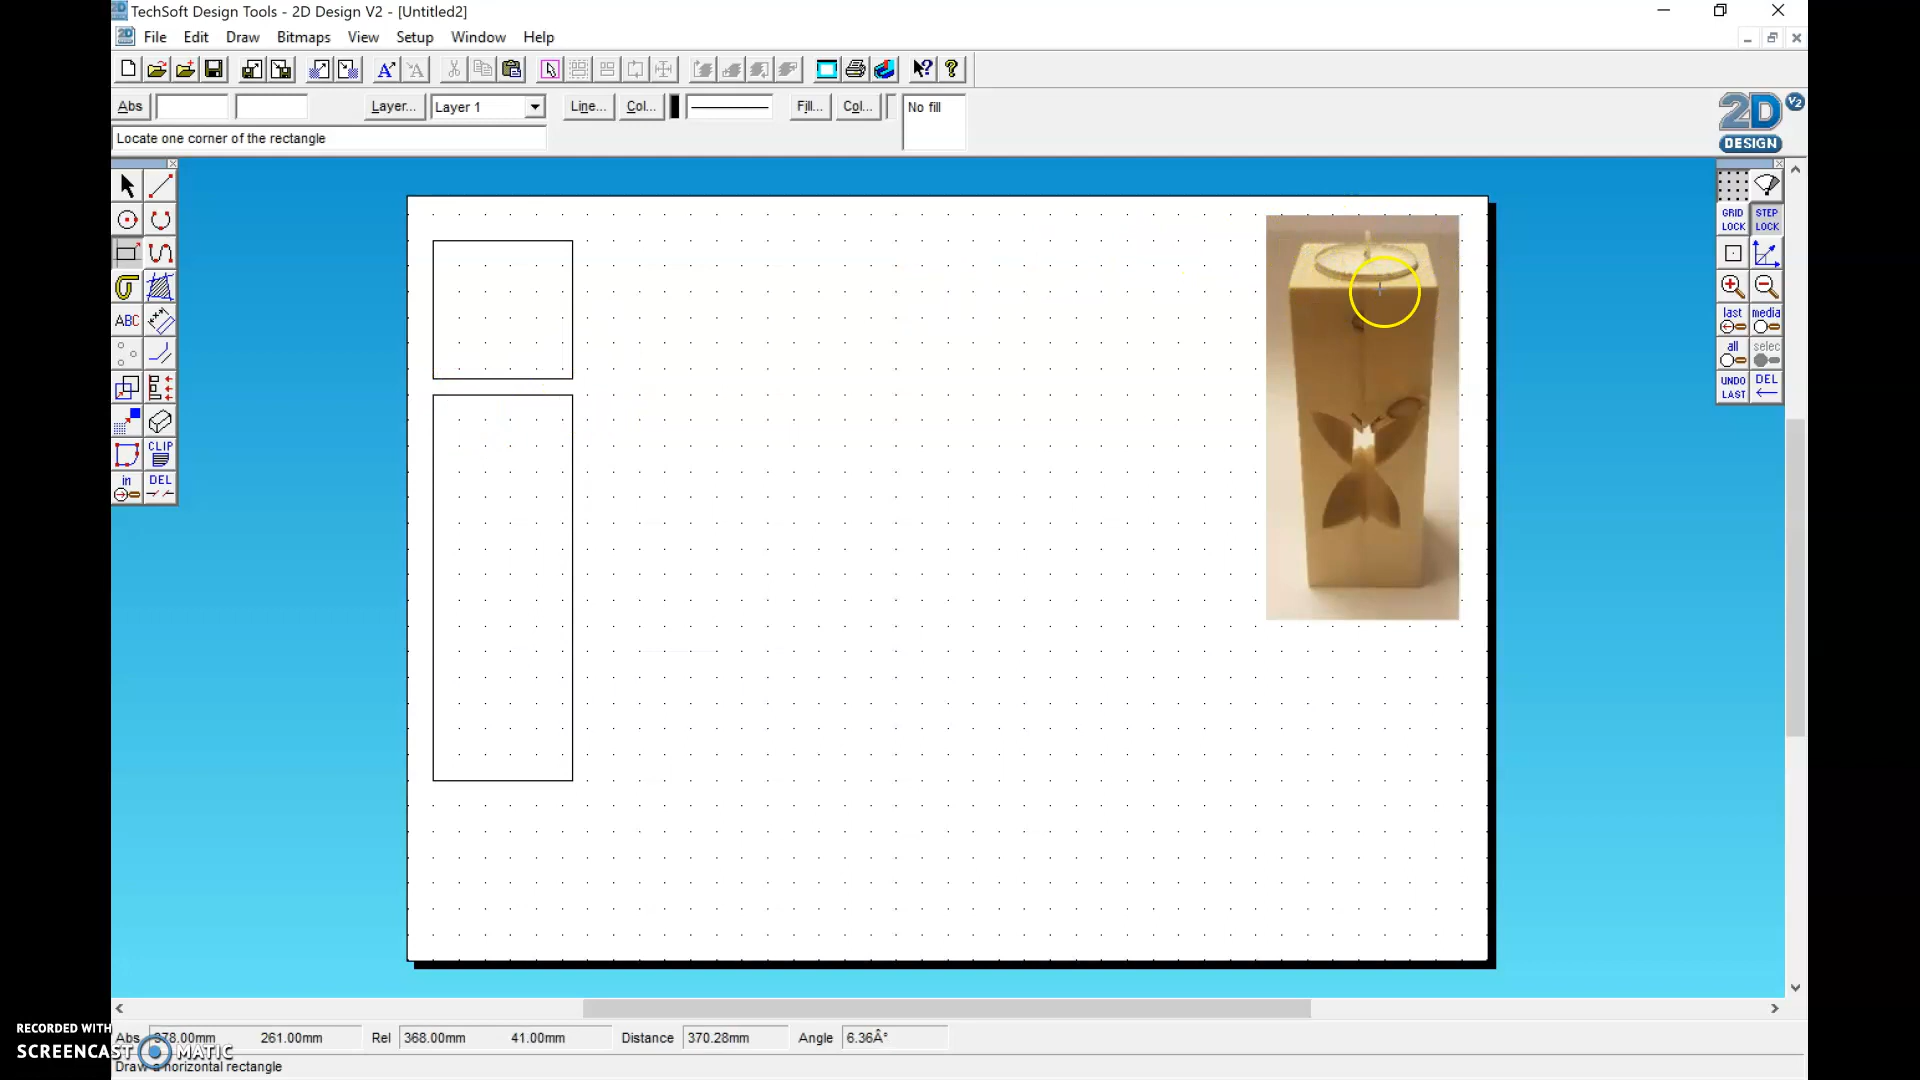 TechSoft Design Tools - 2D Design V2 - [Untitled2]
File Edit Draw Bitmaps View Setup Window Help
Abs Layer... Layer 1 Line... Col... Fill... Col... No fill
Locate one corner of the rectangle
2D V2
DESIGN
GRID LOCK STEP LOCK
ABC
last media
all selec
CLIP
UNDO LAST DEL
in DEL
RECORDED WITH
SCREENCAST MATIC
Abs 378.00mm 261.00mm Rel 368.00mm 41.00mm Distance 370.28mm Angle 6.36Â°
Draw a horizontal rectangle